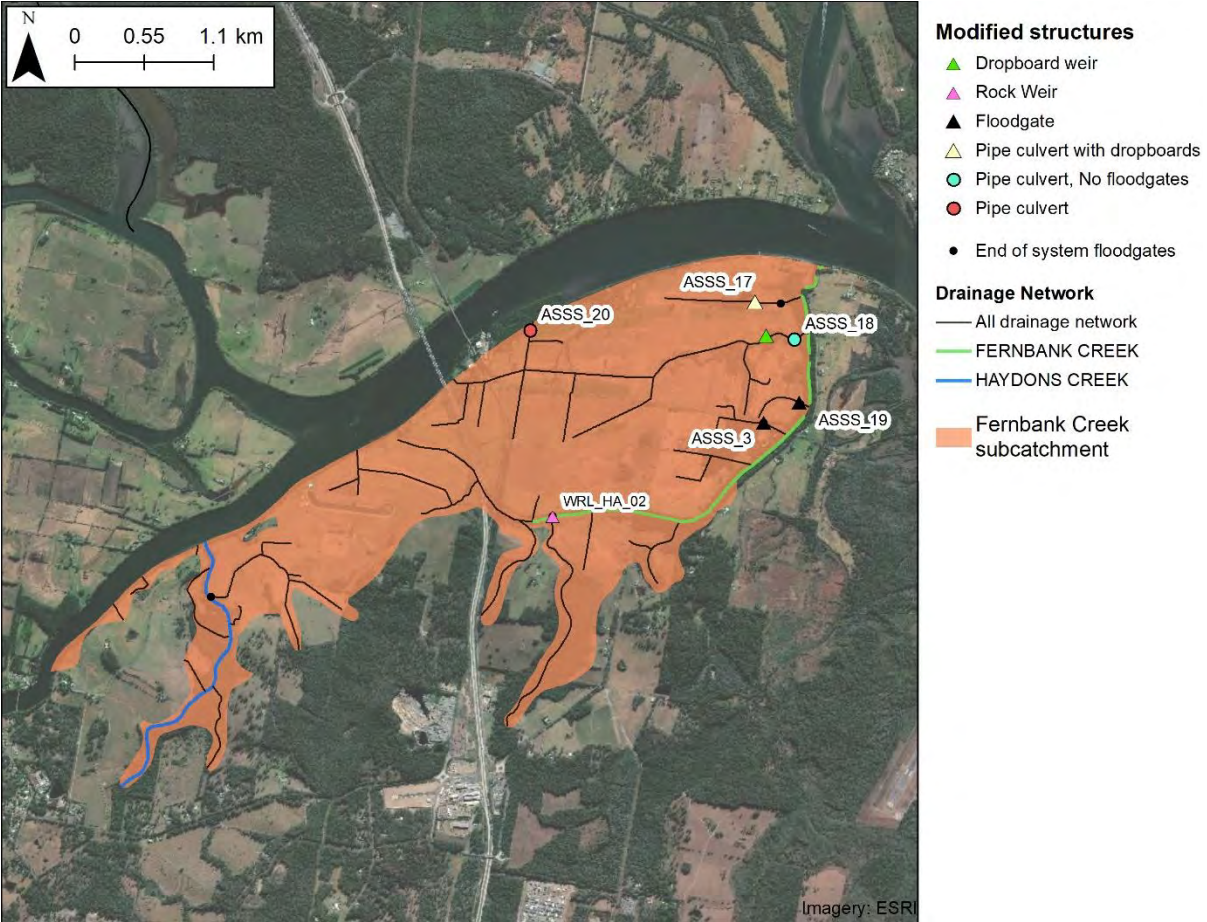 N
0 0.55 1.1 km
ASSS_17
ASSS_20
ASSS_18
ASSS_19
ASSS_3
WRL_HA_02
Imagery: ESRI
Modified structures
Dropboard weir
Rock Weir
Floodgate
Pipe culvert with dropboards
Pipe culvert, No floodgates
Pipe culvert
End of system floodgates
Drainage Network
All drainage network
FERNBANK CREEK
HAYDONS CREEK
Fernbank Creek
subcatchment